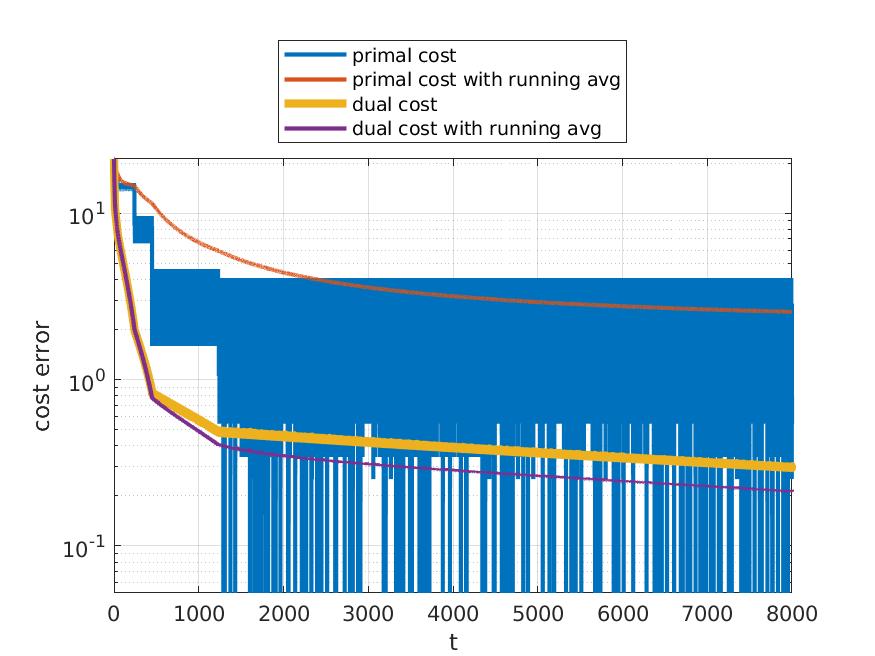 primal cost
primal cost with running avg
dual cost
dual cost with running avg
cost error
10^1
10^0
10^-1
0 1000 2000 3000 4000 5000 6000 7000 8000
t